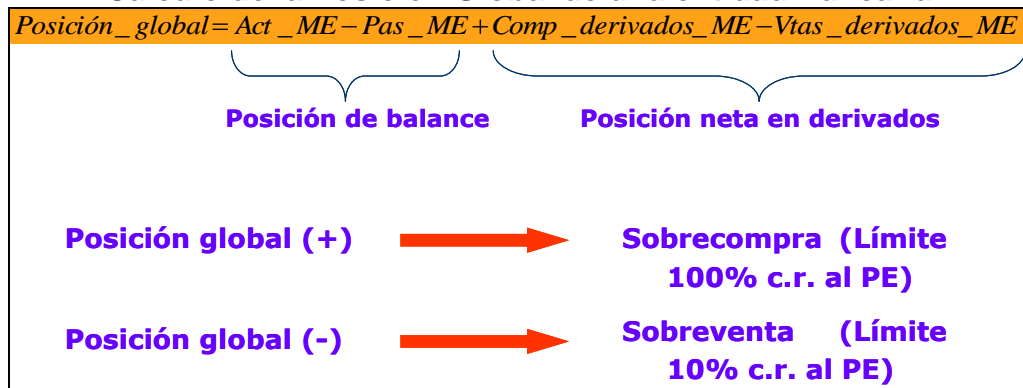 Posición_global= Act_ME−Pas_ME+Comp_derivados_ME−Vtas_derivados_ME
Posición de balance Posición neta en derivados
Posición global (+) Sobrecompra (Límite
100% c.r. al PE)
Posición global (-) Sobreventa (Límite
10% c.r. al PE)